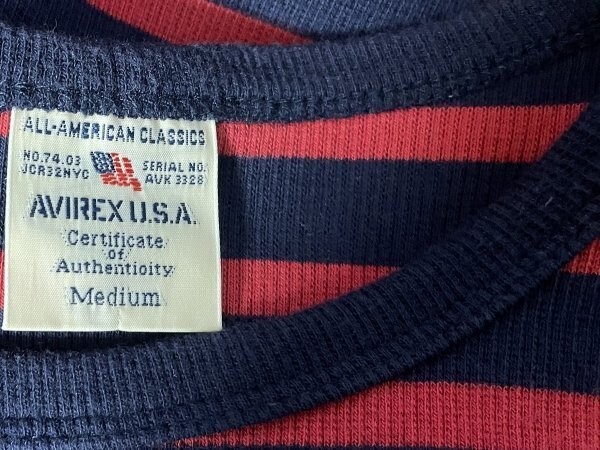 ALL-AMERICAN CLASSICS
NO.74.03 SERIAL NO.
JCR32NYC AVK 3328
AVIREX U.S.A.
Certificate
of
Authenticity
Medium